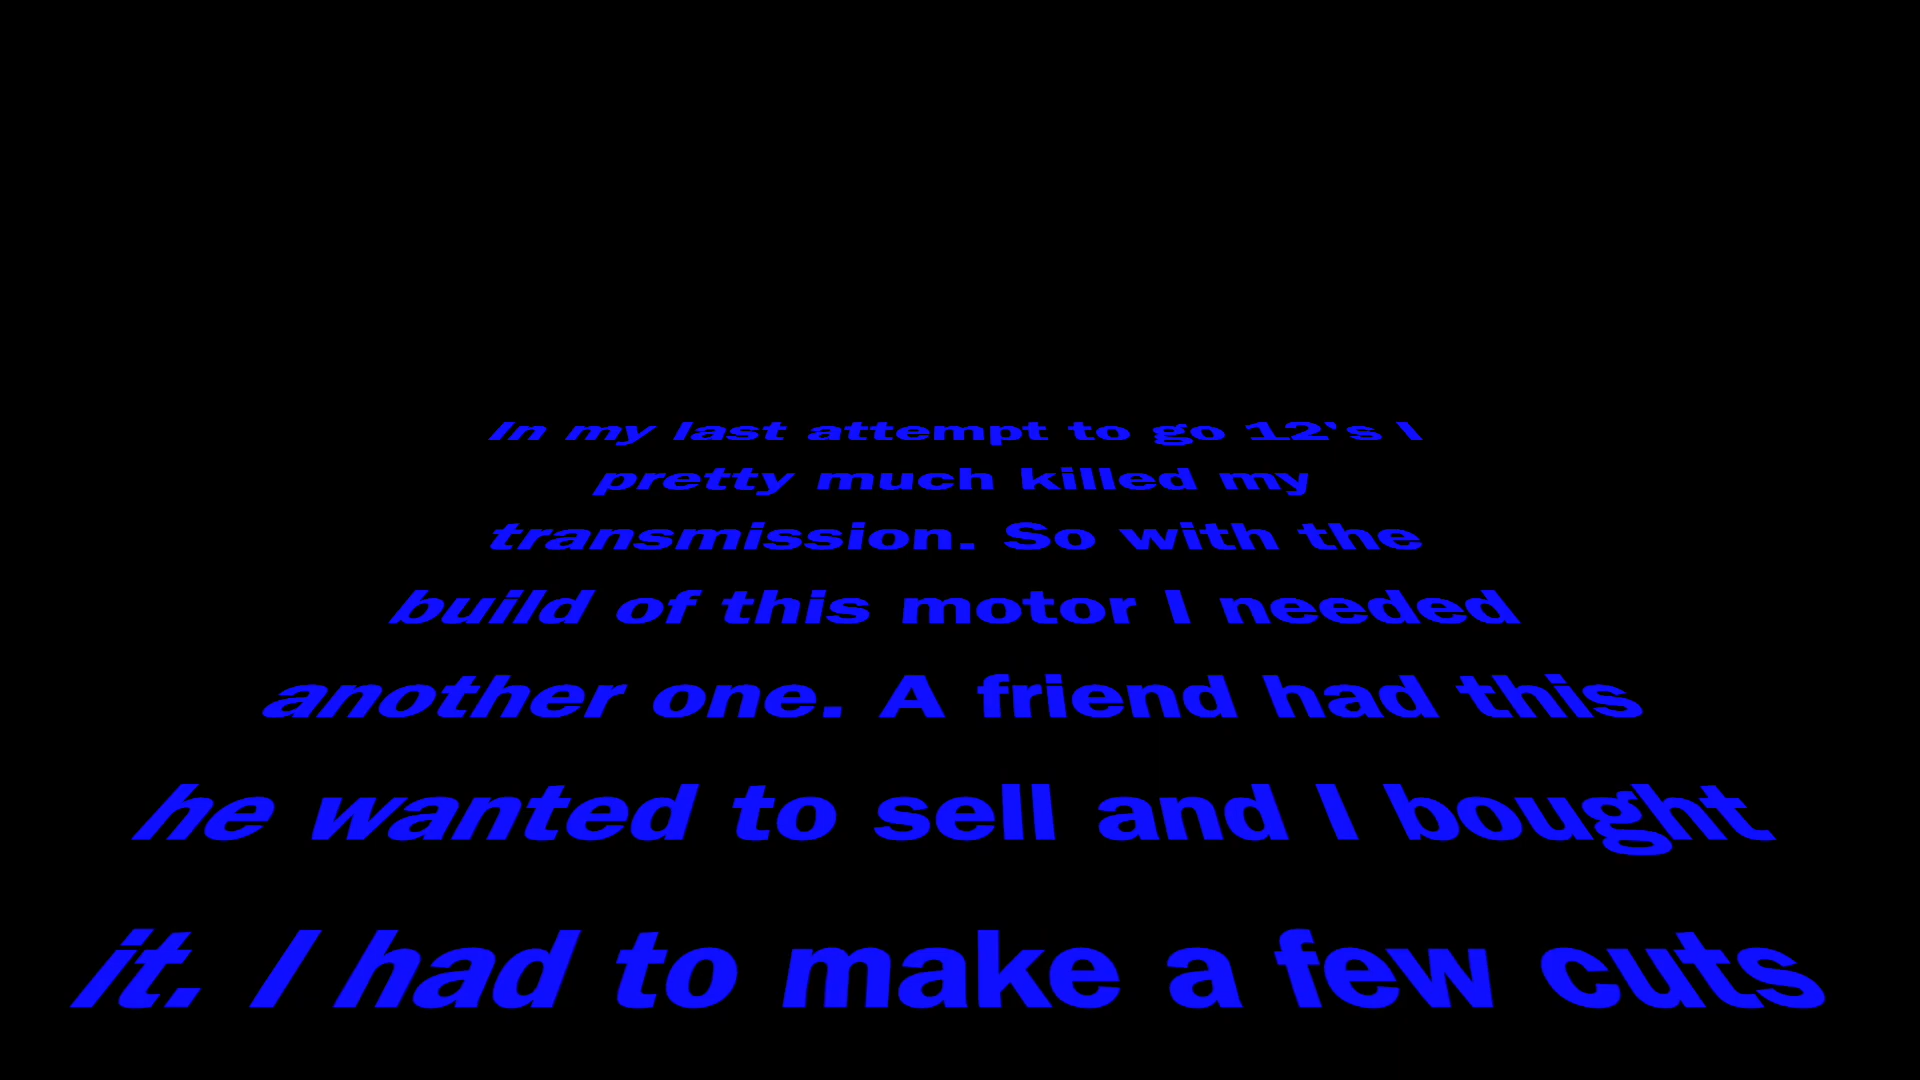 In my last attempt to go 12's I
pretty much killed my
transmission. So with the
build of this motor I needed
another one. A friend had this
he wanted to sell and I bought
it. I had to make a few cuts